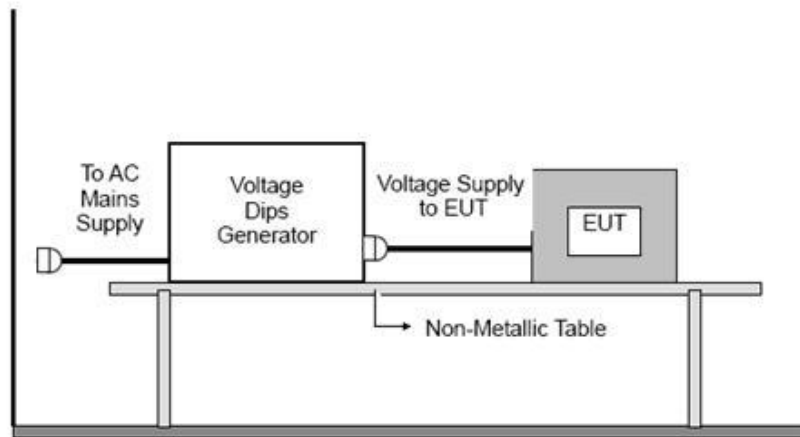 To AC
Mains
Supply
Voltage
Dips
Generator
Voltage Supply
to EUT
EUT
Non-Metallic Table